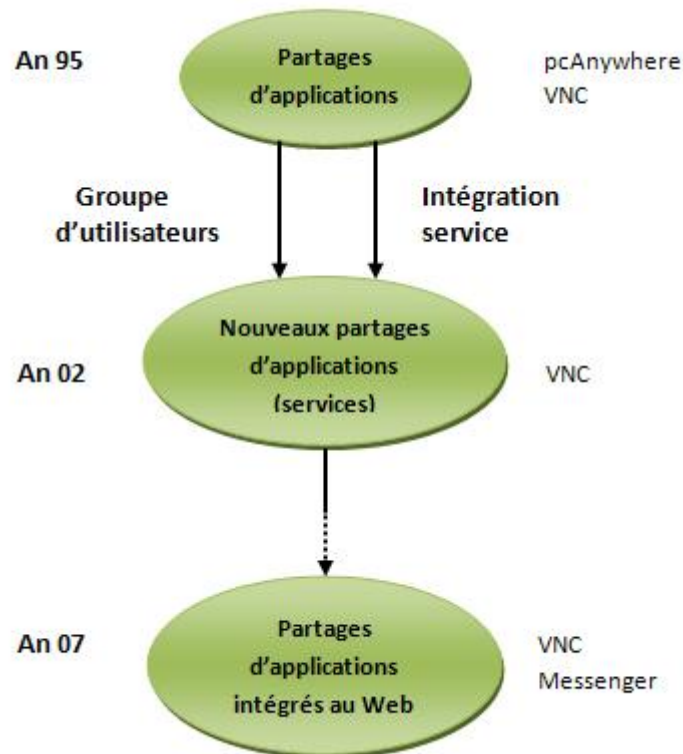 An 95
Partages
d'applications
pcAnywhere
VNC
Groupe
d'utilisateurs
Intégration
service
An 02
Nouveaux partages
d'applications
(services)
VNC
An 07
Partages
d'applications
intégrés au Web
VNC
Messenger